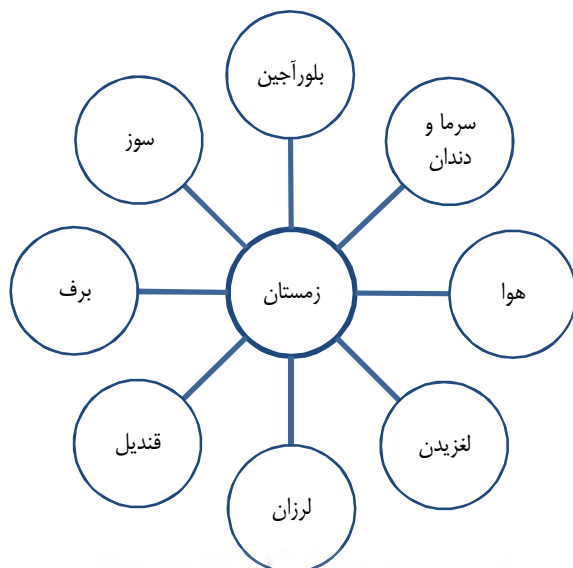 بلورآجین
سرما و
دندان
سوز
هوا
زمستان
برف
لغزیدن
قندیل
لرزان